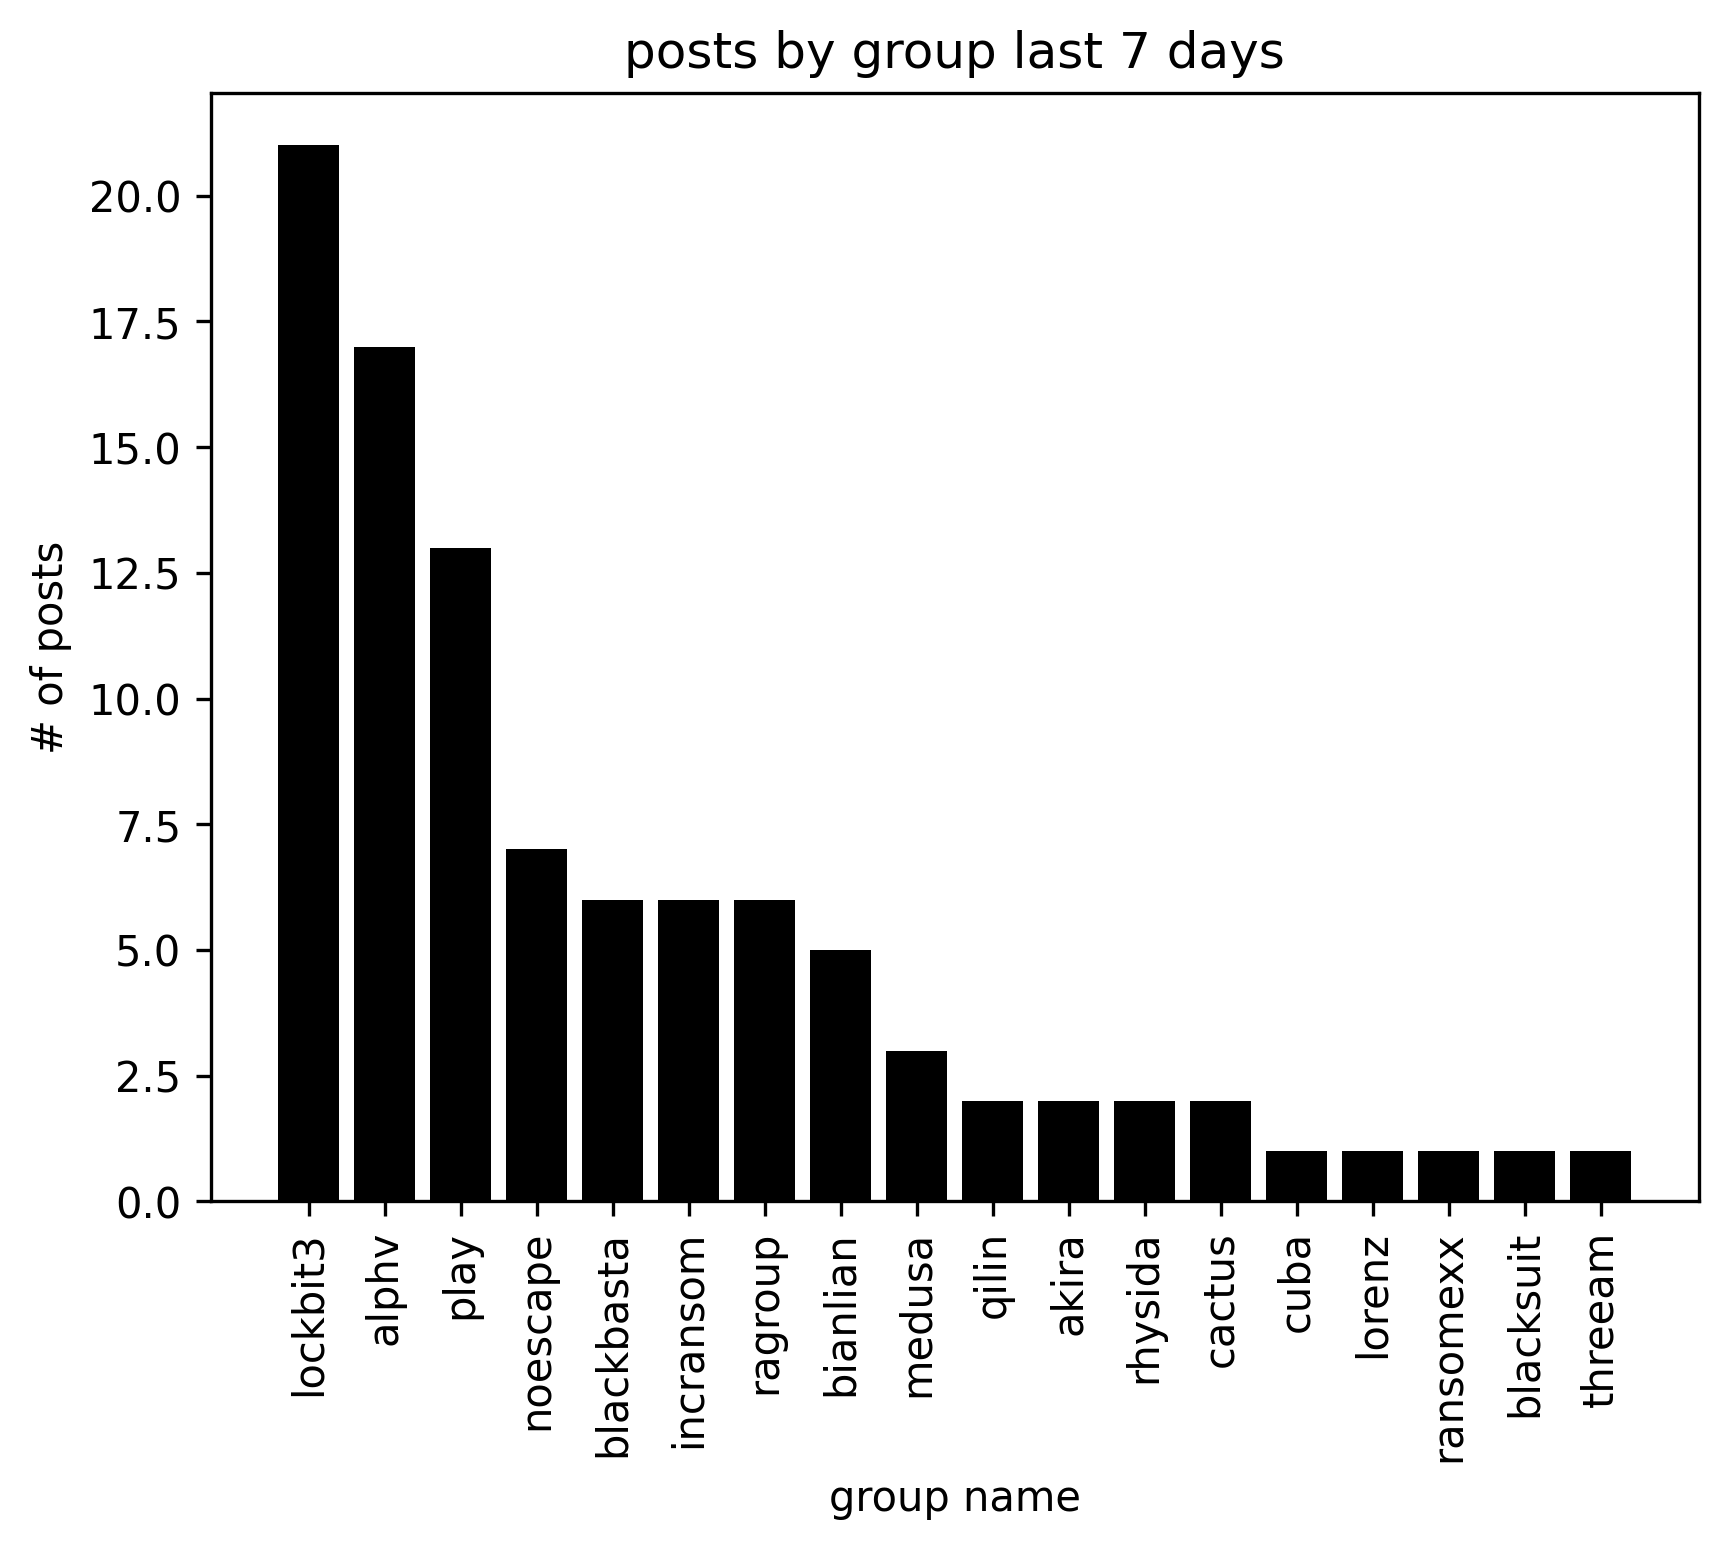 posts by group last 7 days
# of posts
20.0
17.5
15.0
12.5
10.0
7.5
5.0
2.5
0.0
lockbit3
alphv
play
noescape
blackbasta
incransom
ragroup
bianlian
medusa
qilin
akira
rhysida
cactus
cuba
lorenz
ransomexx
blacksuit
threeam
group name